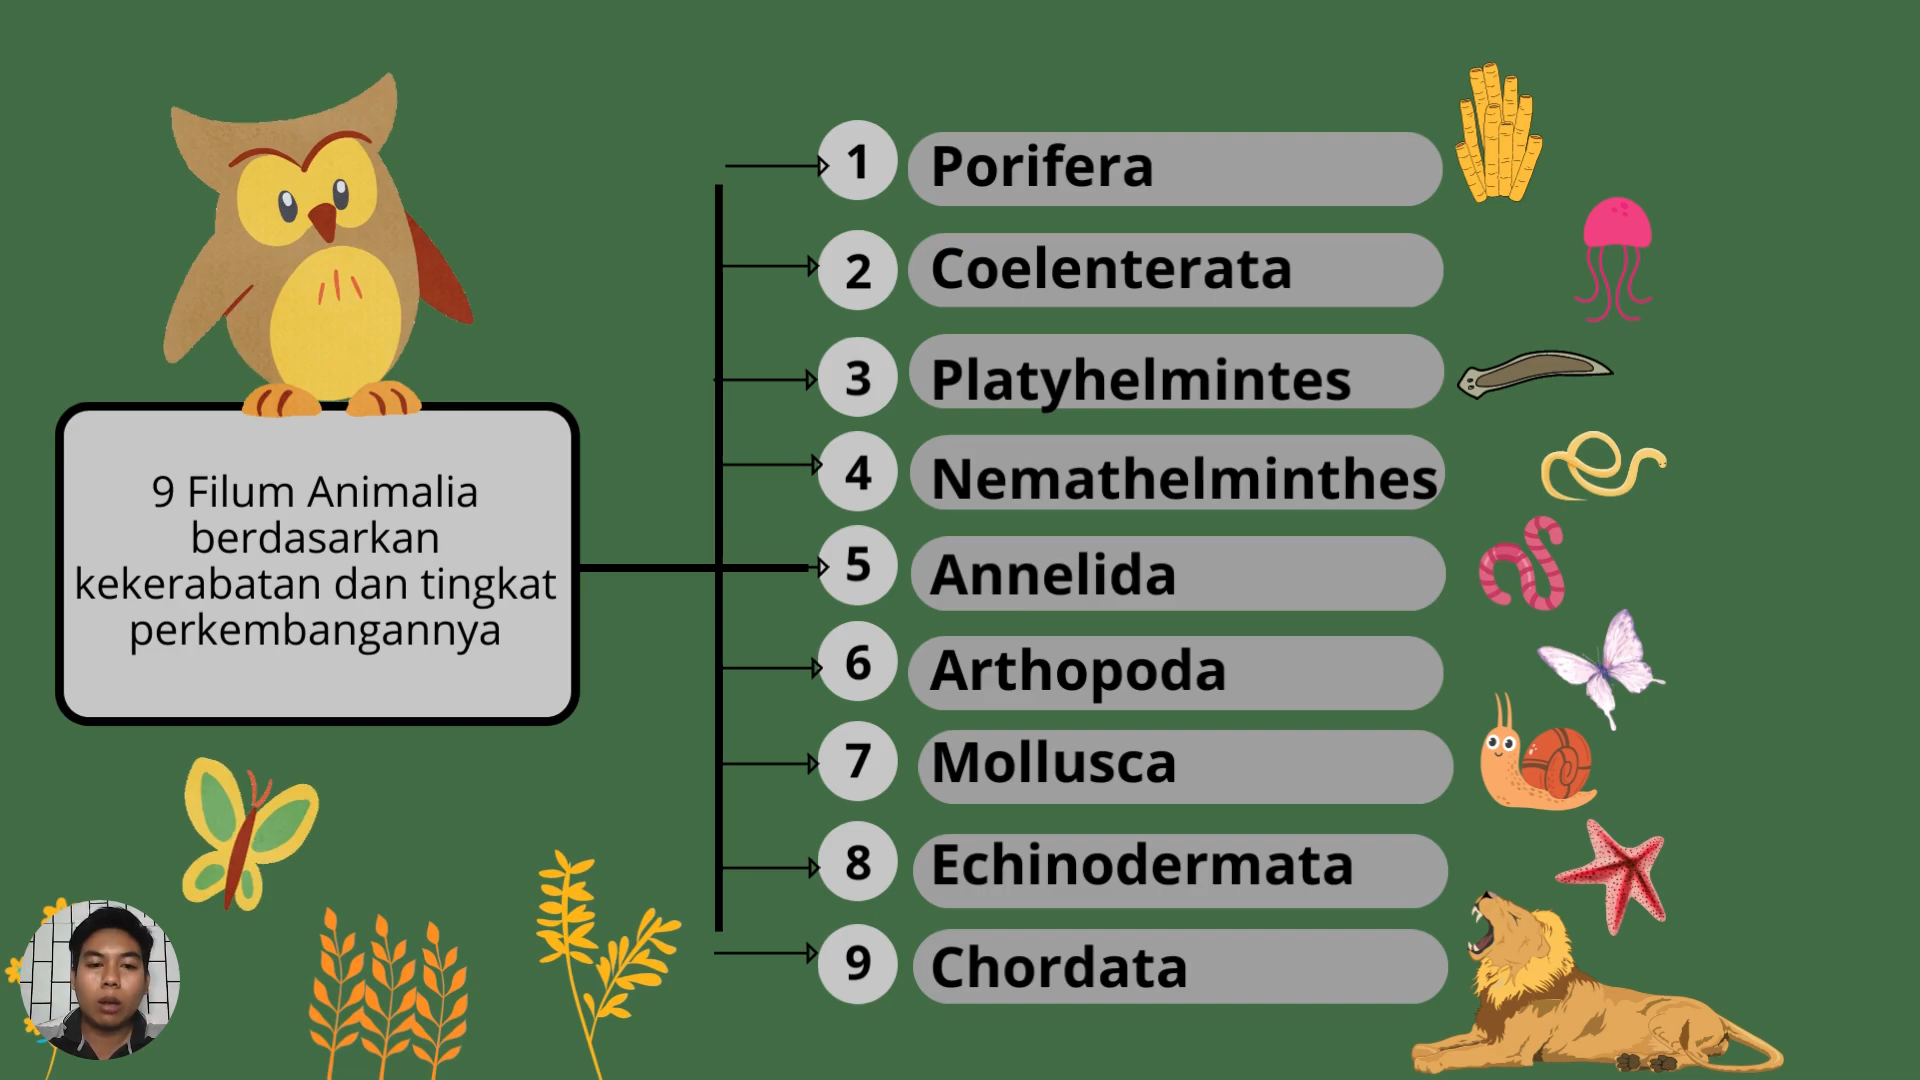 9 Filum Animalia
berdasarkan
kekerabatan dan tingkat
perkembangannya
1 Porifera
2 Coelenterata
3 Platyhelmintes
4 Nemathelminthes
5 Annelida
6 Arthopoda
7 Mollusca
8 Echinodermata
9 Chordata